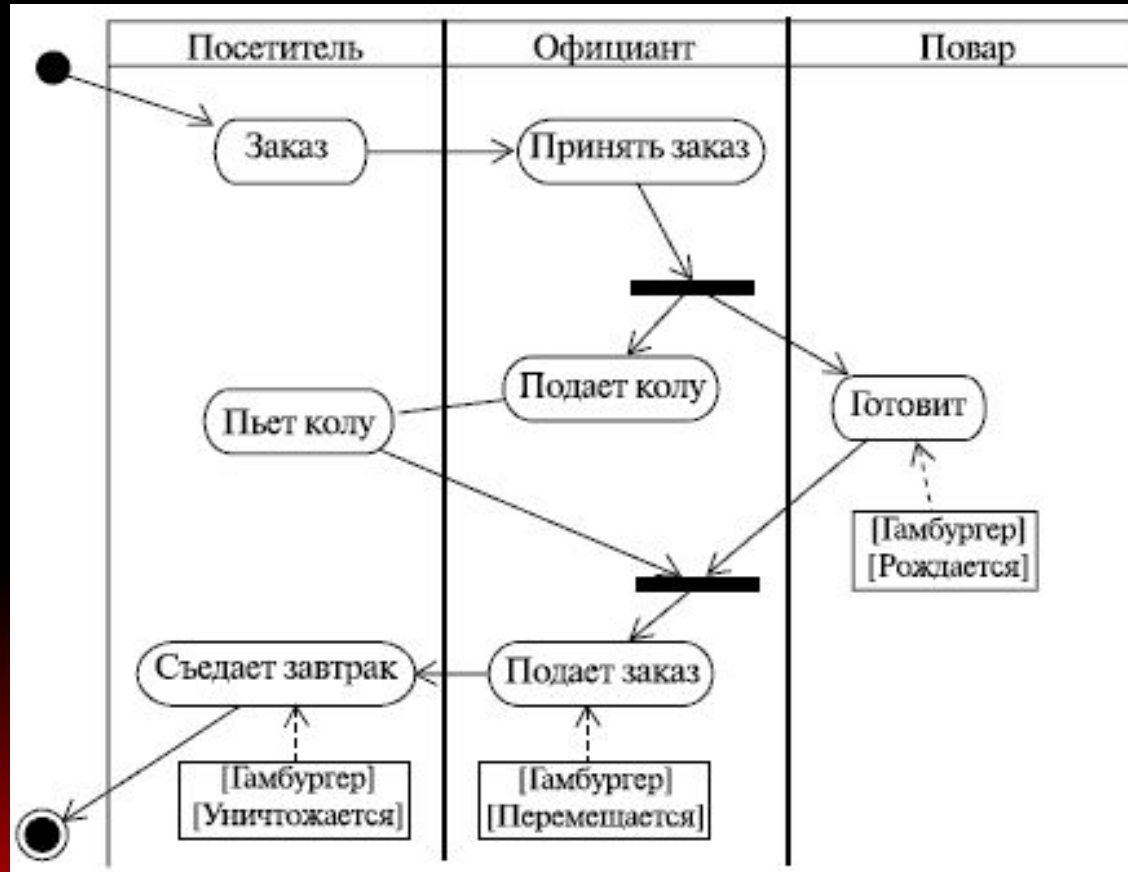 Посетитель
Официант
Повар
Заказ
Принять заказ
Подает колу
Пьет колу
Готовит
[Гамбургер]
[Рождается]
Съедает завтрак
Подает заказ
[Гамбургер]
[Уничтожается]
[Гамбургер]
[Перемещается]